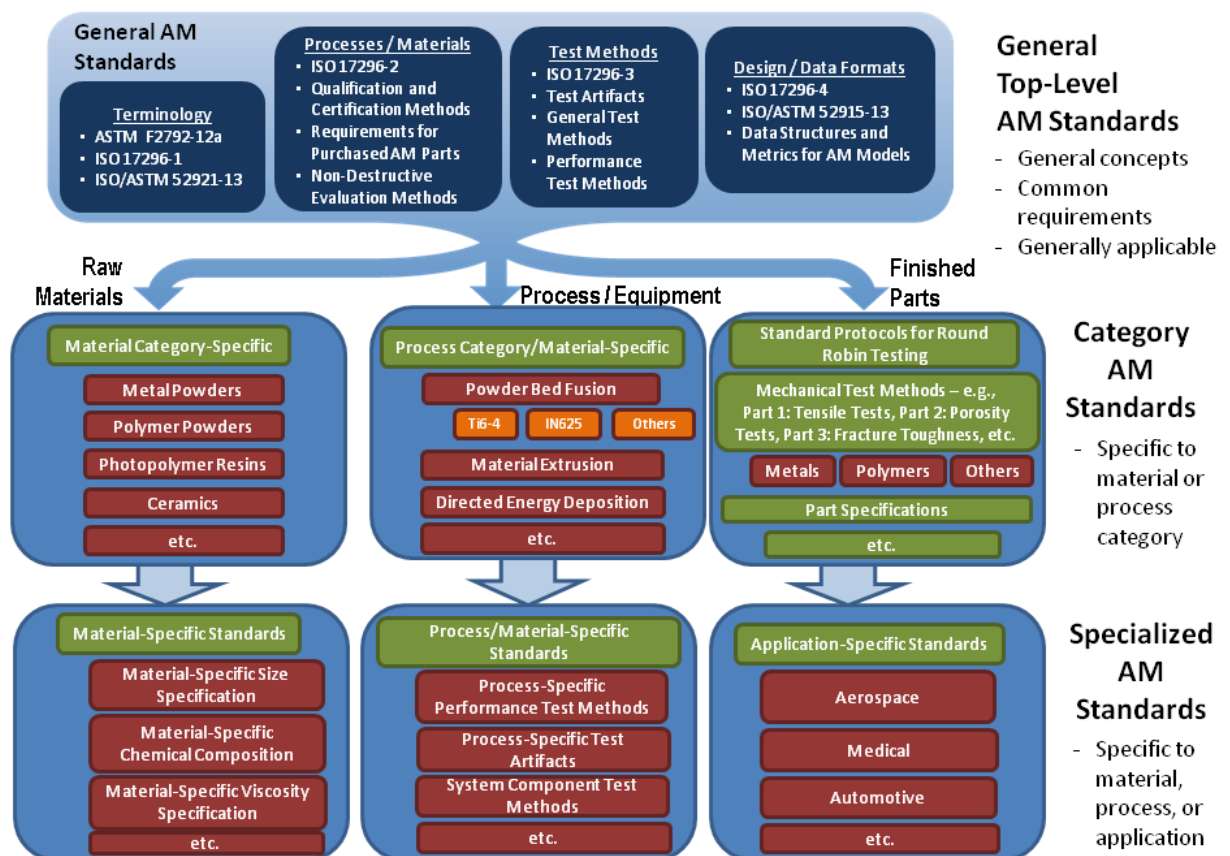 General AM
Standards
Terminology
▪ ASTM F2792-12a
▪ ISO 17296-1
▪ ISO/ASTM 52921-13
Processes / Materials
▪ ISO 17296-2
▪ Qualification and
Certification Methods
▪ Requirements for
Purchased AM Parts
▪ Non-Destructive
Evaluation Methods
Test Methods
▪ ISO 17296-3
▪ Test Artifacts
▪ General Test
Methods
▪ Performance
Test Methods
Design / Data Formats
▪ ISO 17296-4
▪ ISO/ASTM 52915-13
▪ Data Structures and
Metrics for AM Models
General
Top-Level
AM Standards
- General concepts
- Common
requirements
- Generally applicable
Raw
Materials
Process / Equipment
Finished
Parts
Material Category-Specific
Metal Powders
Polymer Powders
Photopolymer Resins
Ceramics
etc.
Process Category/Material-Specific
Powder Bed Fusion
Ti6-4
IN625
Others
Material Extrusion
Directed Energy Deposition
etc.
Standard Protocols for Round
Robin Testing
Mechanical Test Methods – e.g.,
Part 1: Tensile Tests, Part 2: Porosity
Tests, Part 3: Fracture Toughness, etc.
Metals
Polymers
Others
Part Specifications
etc.
Category
AM
Standards
- Specific to
material or
process
category
Material-Specific Standards
Material-Specific Size
Specification
Material-Specific
Chemical Composition
Material-Specific Viscosity
Specification
etc.
Process/Material-Specific
Standards
Process-Specific
Performance Test Methods
Process-Specific Test
Artifacts
System Component Test
Methods
etc.
Application-Specific Standards
Aerospace
Medical
Automotive
etc.
Specialized
AM
Standards
- Specific to
material,
process, or
application